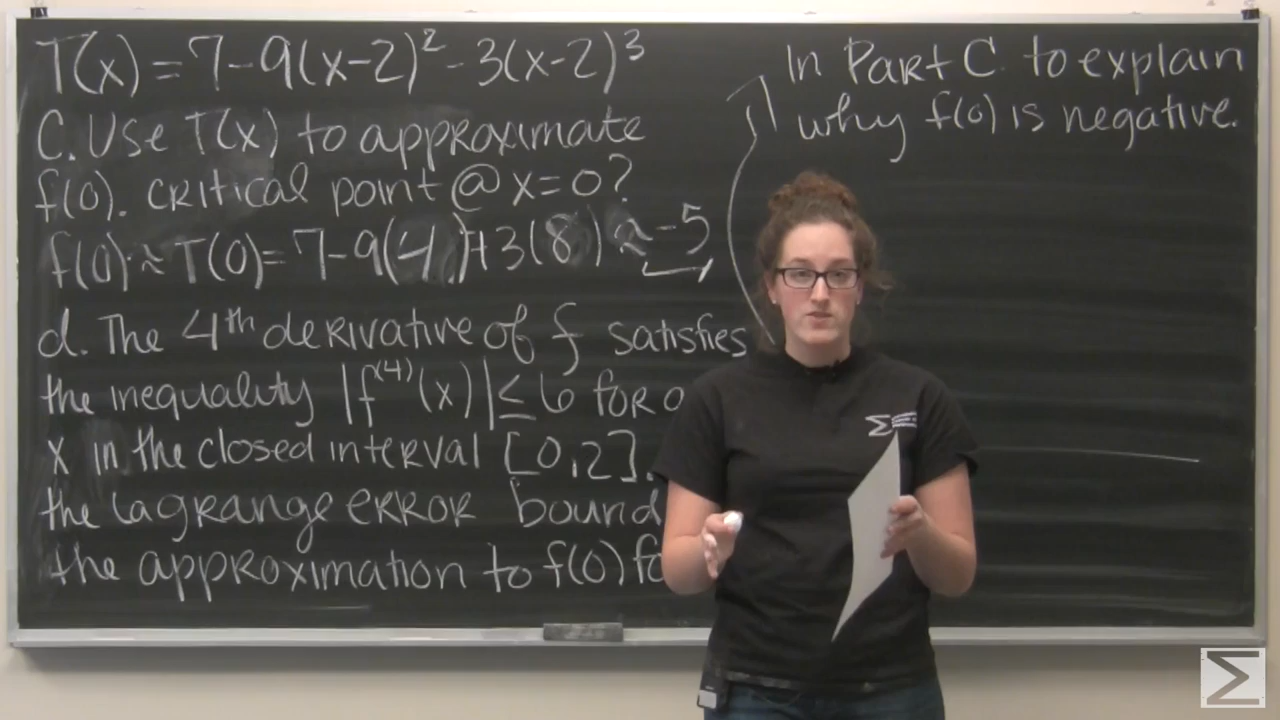 T(x) = 7-9(x-2)² - 3(x-2)³
C. Use T(x) to approximate
f(0). critical point @ x=0?
f(0) ≈ T(0) = 7-9(4)+3(8) ≈ -5
d. The 4th derivative of f satisfies
the inequality |f⁽⁴⁾(x)| ≤ 6 for
x in the closed interval [0,2].
the lagrange error bound
the approximation to f(0)
In Part C to explain
why f(0) is negative.
Σ
Σ